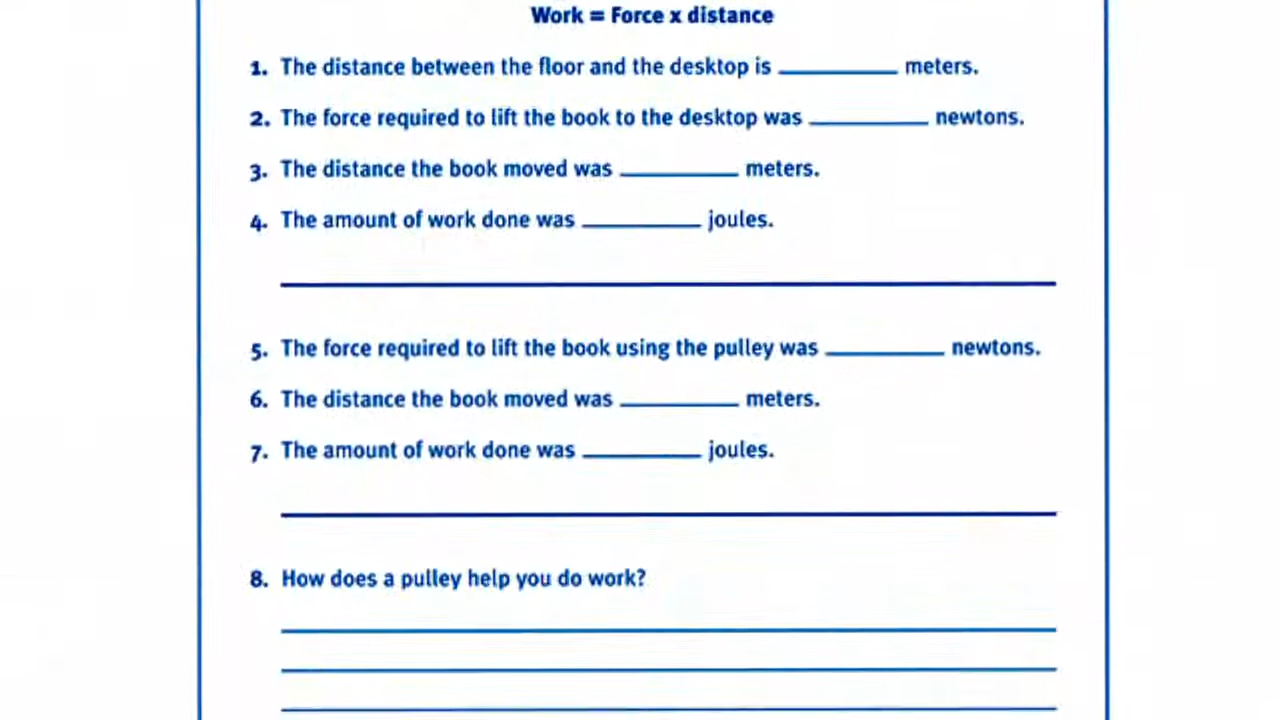 Work = Force x distance
1. The distance between the floor and the desktop is __________ meters.
2. The force required to lift the book to the desktop was __________ newtons.
3. The distance the book moved was __________ meters.
4. The amount of work done was __________ joules.
5. The force required to lift the book using the pulley was __________ newtons.
6. The distance the book moved was __________ meters.
7. The amount of work done was __________ joules.
8. How does a pulley help you do work?